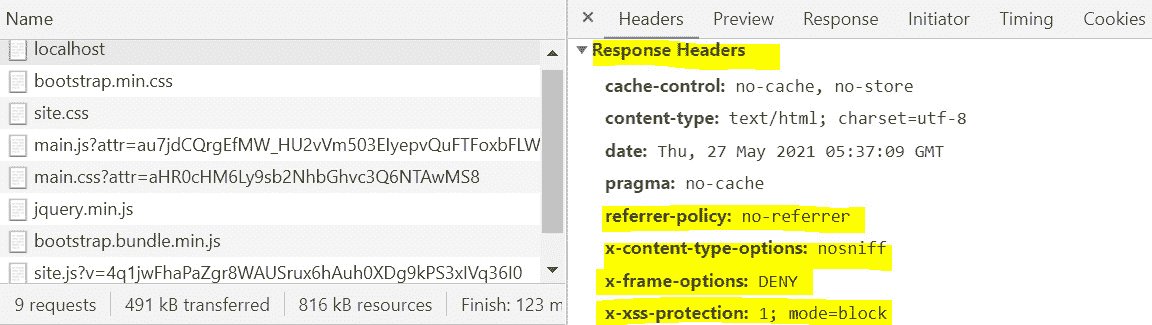 Name
localhost
bootstrap.min.css
site.css
main.js?attr=au7jdCQrgEfMW_HU2vVm503EIyepvQuFTFoxbFLW
main.css?attr=aHR0cHM6Ly9sb2NhbGhvc3Q6NTAwMS8
jquery.min.js
bootstrap.bundle.min.js
site.js?v=4q1jwFhaPaZgr8WAUSrux6hAuh0XDg9kPS3xIVq36I0
9 requests 491 kB transferred 816 kB resources Finish: 123 m
× Headers Preview Response Initiator Timing Cookies
Response Headers
cache-control: no-cache, no-store
content-type: text/html; charset=utf-8
date: Thu, 27 May 2021 05:37:09 GMT
pragma: no-cache
referrer-policy: no-referrer
x-content-type-options: nosniff
x-frame-options: DENY
x-xss-protection: 1; mode=block